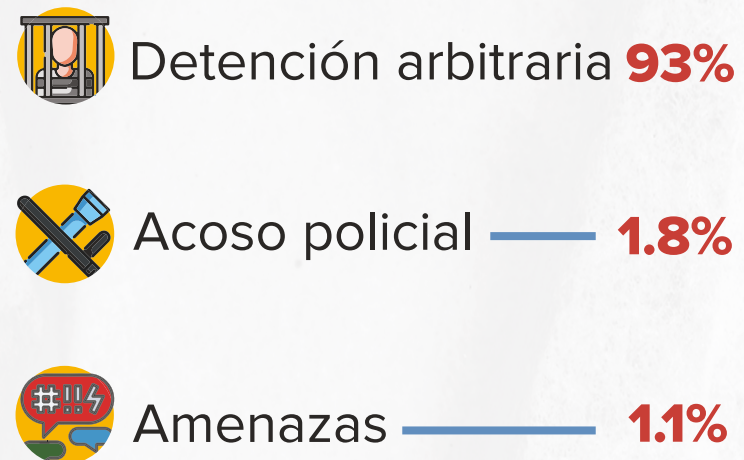 Detención arbitraria 93%
Acoso policial 1.8%
#!!
Amenazas 1.1%